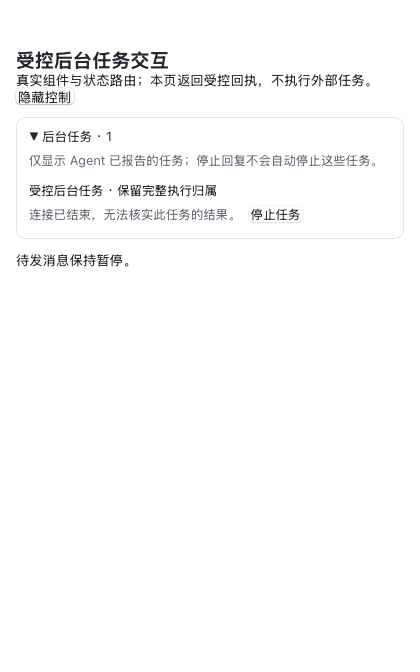 受控后台任务交互
真实组件与状态路由；本页返回受控回执，不执行外部任务。
隐藏控制
▼ 后台任务 · 1
仅显示 Agent 已报告的任务；停止回复不会自动停止这些任务。
受控后台任务 · 保留完整执行归属
连接已结束，无法核实此任务的结果。 停止任务
待发消息保持暂停。